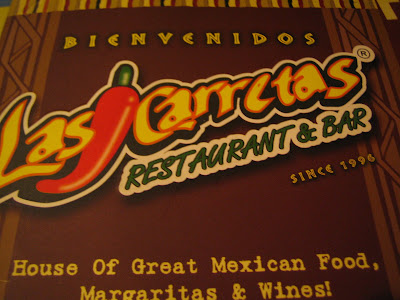 BIENVENIDOS
Las Carretas®
RESTAURANT & BAR
SINCE 1996
House Of Great Mexican Food,
Margaritas & Wines!